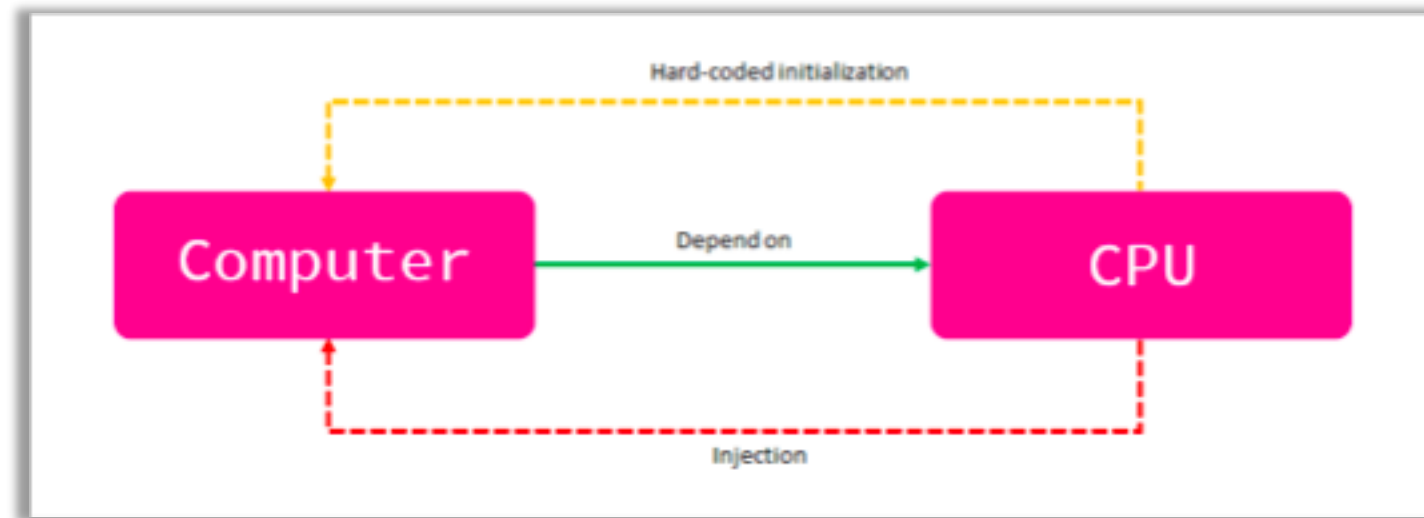 Hard-coded initialization
Computer
Depend on
CPU
Injection